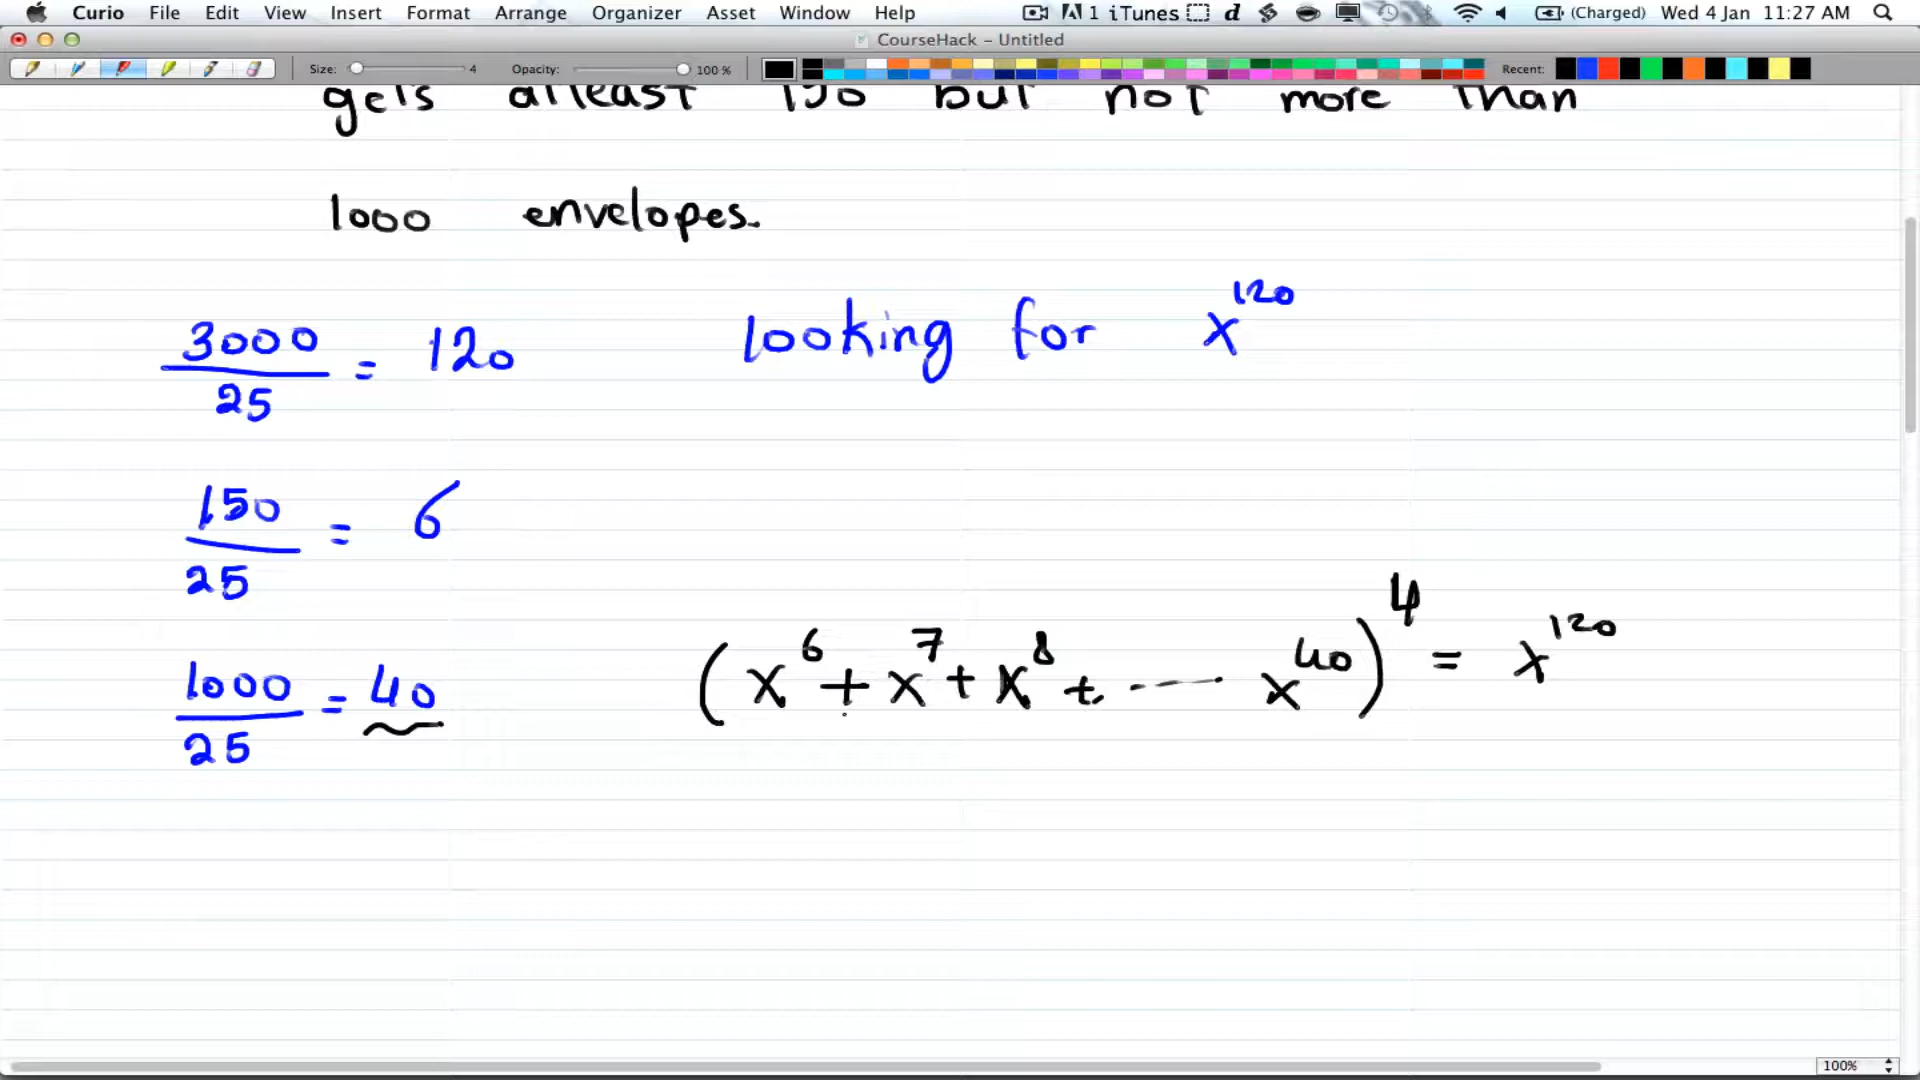 Curio File Edit View Insert Format Arrange Organizer Asset Window Help 1 iTunes d (Charged) Wed 4 Jan 11:27 AM
CourseHack – Untitled
Size: 4 Opacity: 100 % Recent:
gets atleast 150 but not more than
1000 envelopes.
3000/25 = 120 looking for x^120
150/25 = 6
(x^6 + x^7 + x^8 + ---- x^40)^4 = x^120
1000/25 = 40
100%